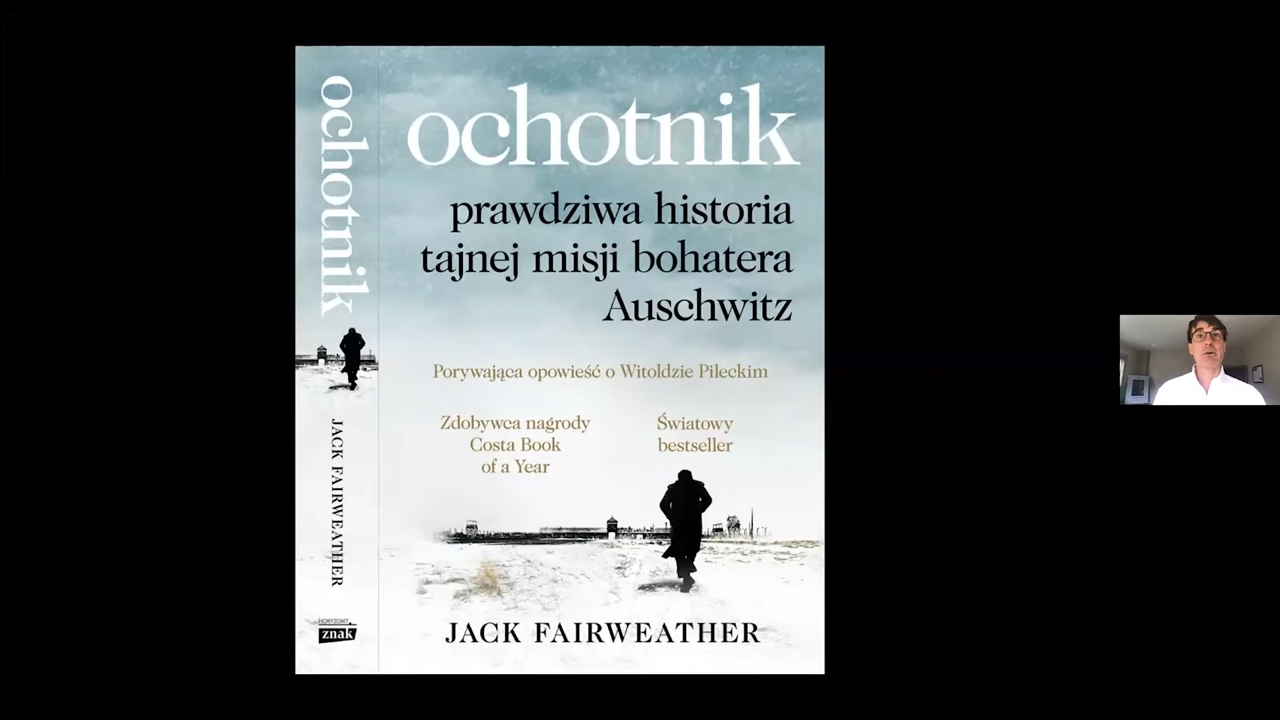 ochotnik
JACK FAIRWEATHER
HORYZONT
znak
ochotnik
prawdziwa historia
tajnej misji bohatera
Auschwitz
Porywająca opowieść o Witoldzie Pileckim
Zdobywca nagrody
Costa Book
of a Year
Światowy
bestseller
JACK FAIRWEATHER